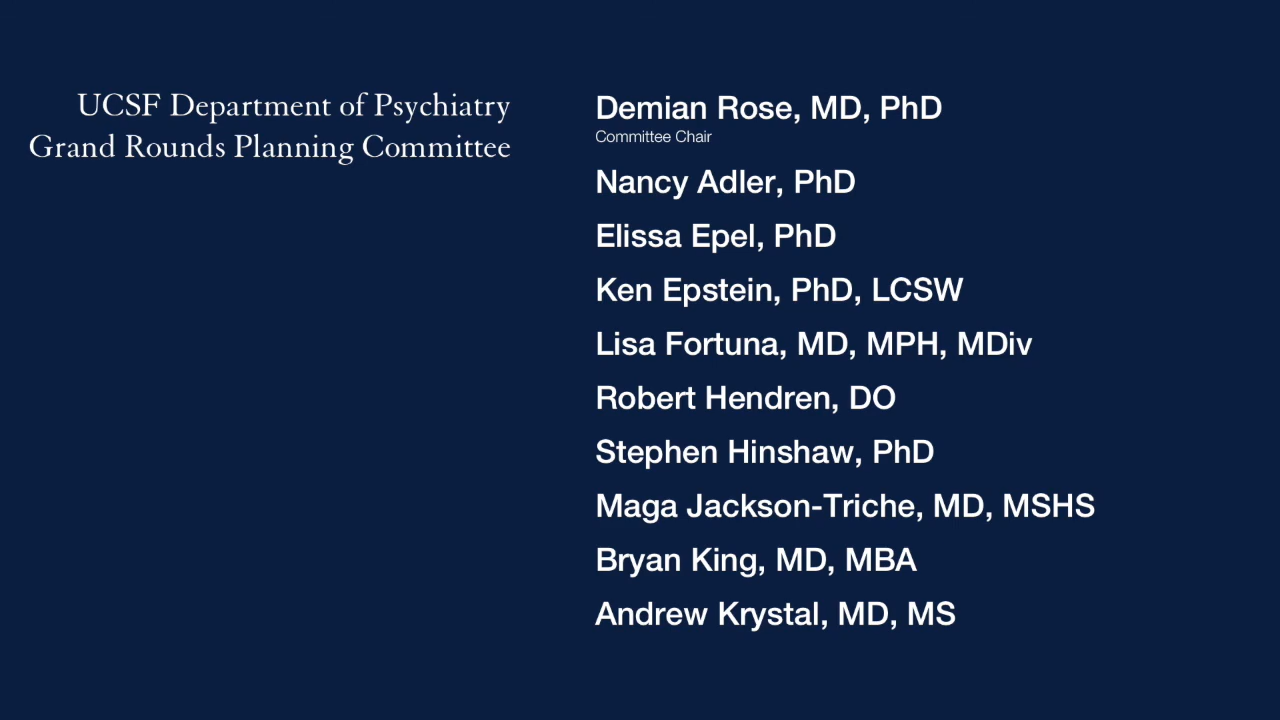 UCSF Department of Psychiatry
Grand Rounds Planning Committee
Demian Rose, MD, PhD
Committee Chair
Nancy Adler, PhD
Elissa Epel, PhD
Ken Epstein, PhD, LCSW
Lisa Fortuna, MD, MPH, MDiv
Robert Hendren, DO
Stephen Hinshaw, PhD
Maga Jackson-Triche, MD, MSHS
Bryan King, MD, MBA
Andrew Krystal, MD, MS